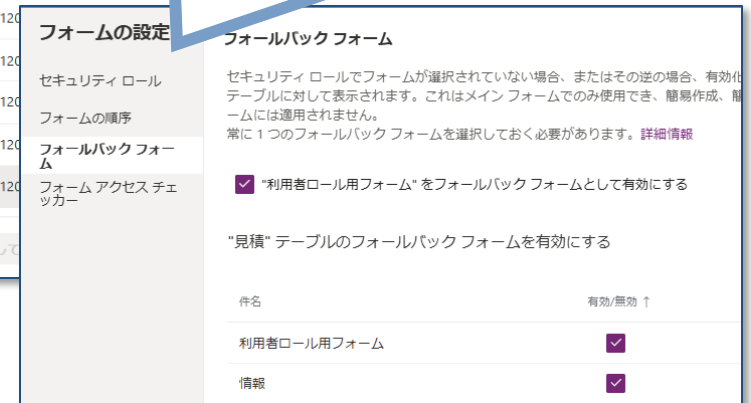 120
120
120
120
120
して
フォームの設定
セキュリティ ロール
フォームの順序
フォールバック フォー
ム
フォーム アクセス チェ
ッカー
フォールバック フォーム
セキュリティ ロールでフォームが選択されていない場合、またはその逆の場合、有効化
テーブルに対して表示されます。これはメイン フォームでのみ使用でき、簡易作成、簡
ームには適用されません。
常に 1 つのフォールバック フォームを選択しておく必要があります。詳細情報
"利用者ロール用フォーム" をフォールバック フォームとして有効にする
"見積" テーブルのフォールバック フォームを有効にする
件名 有効/無効 ↑
利用者ロール用フォーム
情報